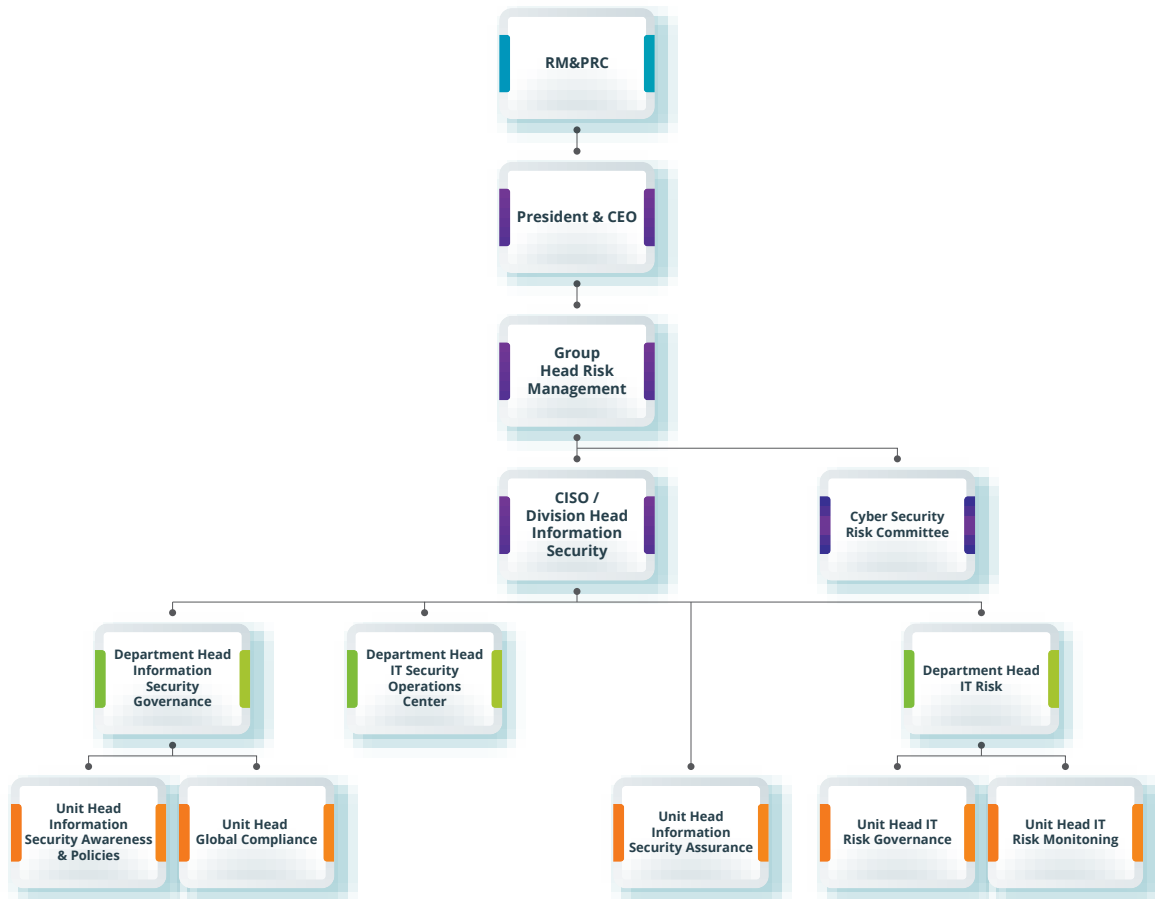 RM&PRC
President & CEO
Group
Head Risk
Management
CISO /
Division Head
Information
Security
Cyber Security
Risk Committee
Department Head
Information
Security
Governance
Department Head
IT Security
Operations
Center
Department Head
IT Risk
Unit Head
Information
Security Awareness
& Policies
Unit Head
Global Compliance
Unit Head
Information
Security Assurance
Unit Head IT
Risk Governance
Unit Head IT
Risk Monitoning